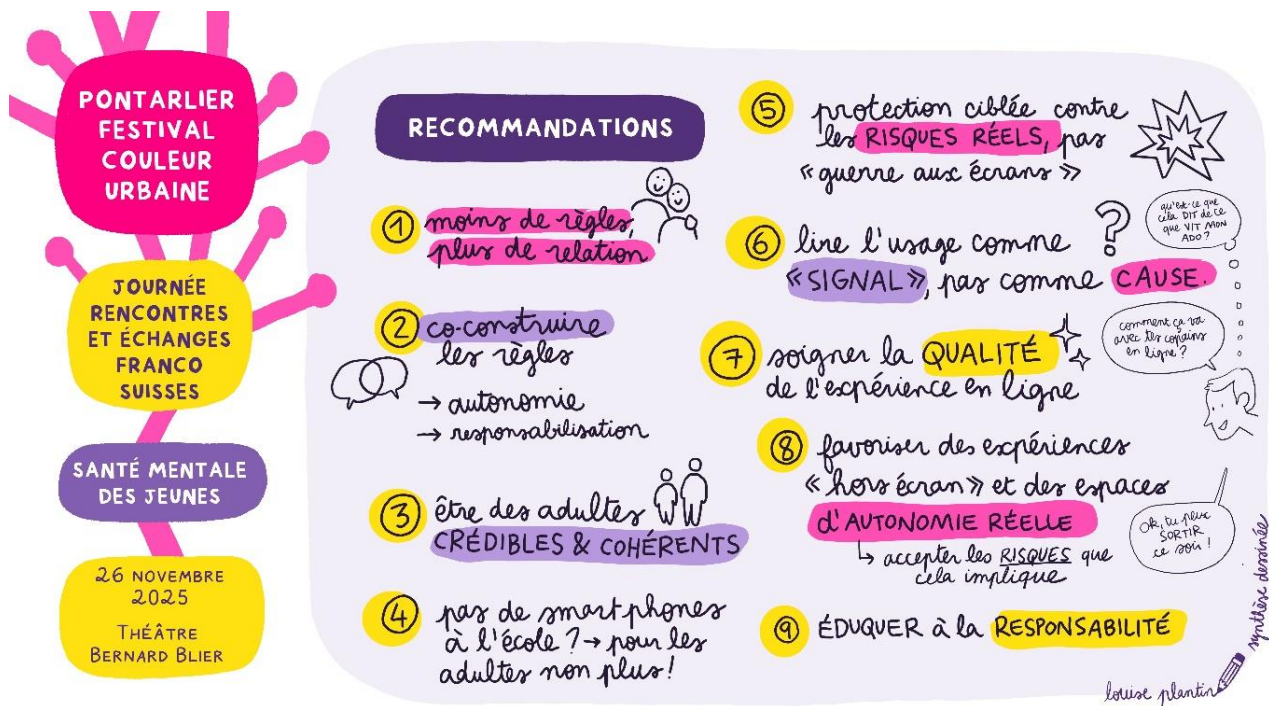 PONTARLIER
FESTIVAL
COULEUR
URBAINE
JOURNÉE
RENCONTRES
ET ÉCHANGES
FRANCO
SUISSES
SANTÉ MENTALE
DES JEUNES
26 NOVEMBRE
2025
THÉÂTRE
BERNARD BLIER
RECOMMANDATIONS
1 moins de règles,
plus de relation
2 co-construire
les règles
→ autonomie
→ responsabilisation
3 être des adultes
CRÉDIBLES & COHÉRENTS
4 pas de smartphones
à l'école ? → pour les
adultes non plus !
5 protection ciblée contre
les RISQUES RÉELS, pas
« guerre aux écrans »
6 lire l'usage comme
« SIGNAL », pas comme CAUSE.
?
qu'est-ce que
cela DIT de ce
que VIT MON
ADO ?
7 soigner la QUALITÉ
de l'expérience en ligne
comment ça va
avec tes copains
en ligne ?
8 favoriser des expériences
« hors écran » et des espaces
d'AUTONOMIE RÉELLE
↳ accepter les RISQUES que
cela implique
Ok, tu peux
SORTIR
ce soir !
9 ÉDUQUER à la RESPONSABILITÉ
louise plantin
synthèse dessinée